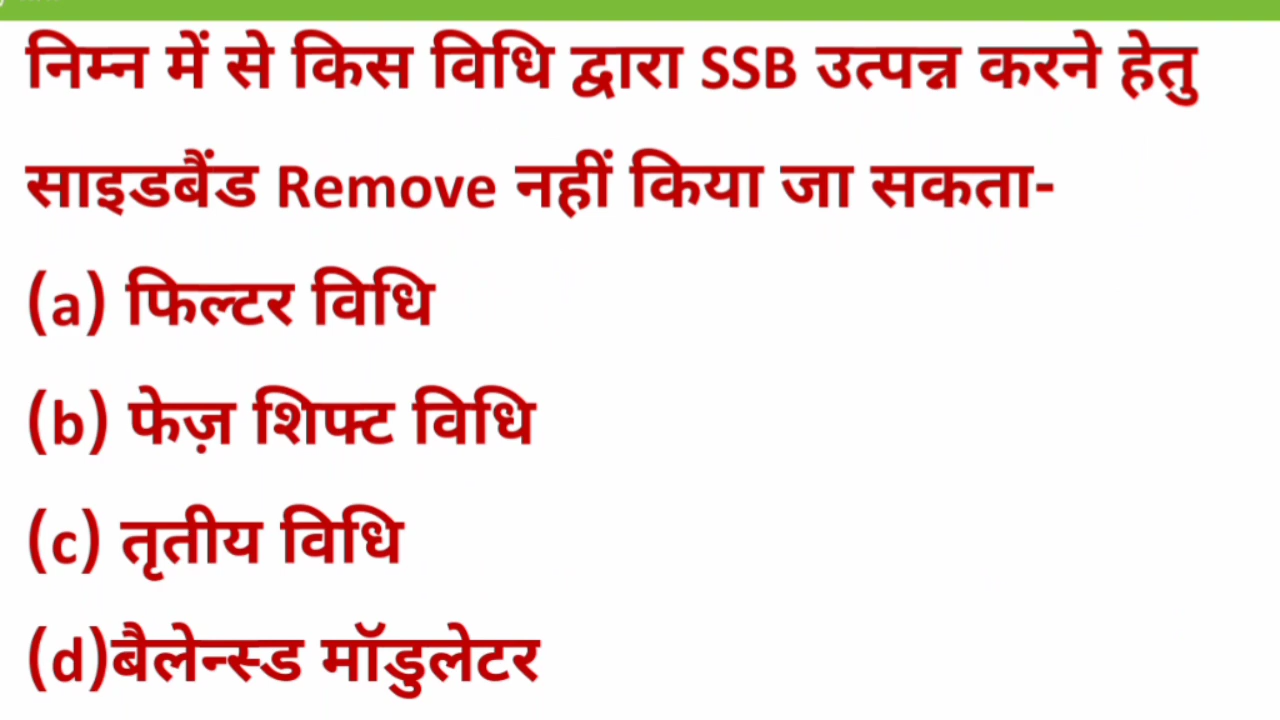 निम्न में से किस विधि द्वारा SSB उत्पन्न करने हेतु
साइडबैंड Remove नहीं किया जा सकता-
(a) फिल्टर विधि
(b) फेज़ शिफ्ट विधि
(c) तृतीय विधि
(d)बैलेन्स्ड मॉडुलेटर